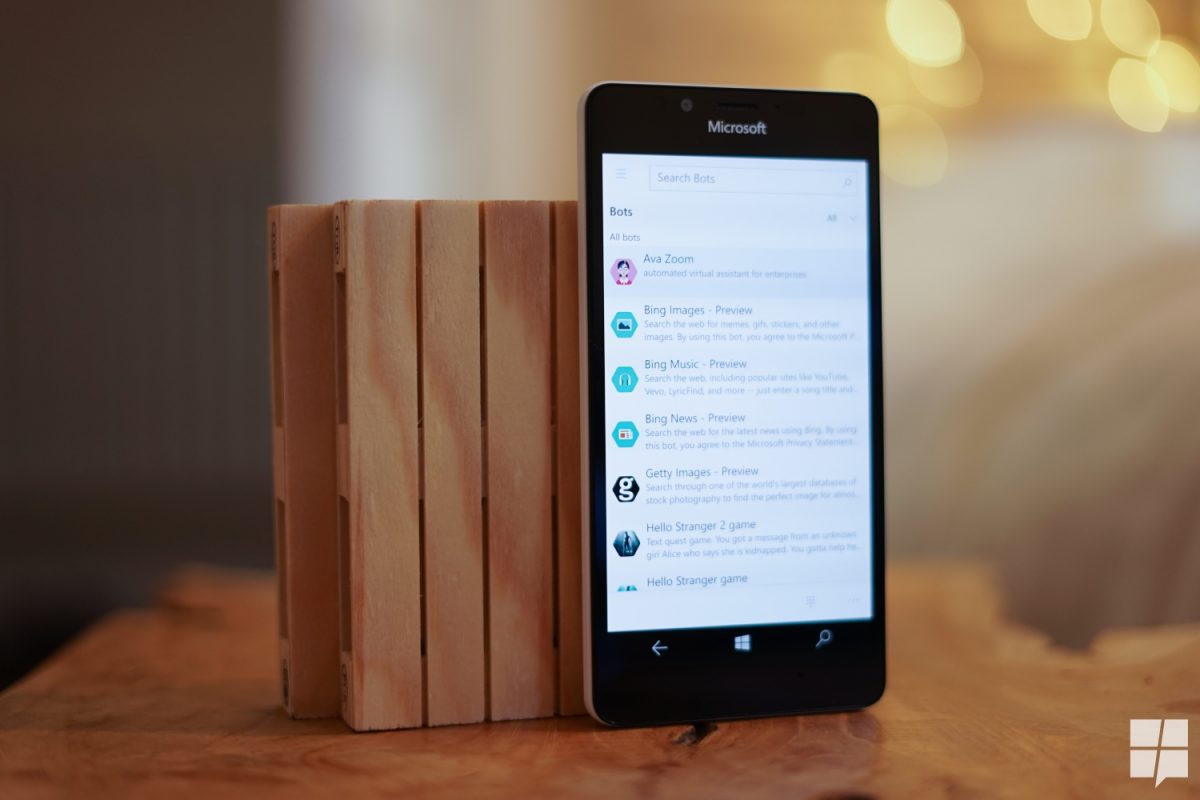 Microsoft
Search Bots
Bots
All
All bots
Ava Zoom
automated virtual assistant for enterprises
Bing Images - Preview
Search the web for memes, gifs, stickers, and other
images. By using this bot, you agree to the Microsoft P...
Bing Music - Preview
Search the web, including popular sites like YouTube,
Vevo, LyricFind, and more -- just enter a song title and...
Bing News - Preview
Search the web for the latest news using Bing. By using
this bot, you agree to the Microsoft Privacy Statement...
Getty Images - Preview
Search through one of the world's largest databases of
stock photography to find the perfect image for almos...
Hello Stranger 2 game
Text quest game. You got a message from an unknown
girl Alice who says she is kidnapped. You gotta help he...
Hello Stranger game